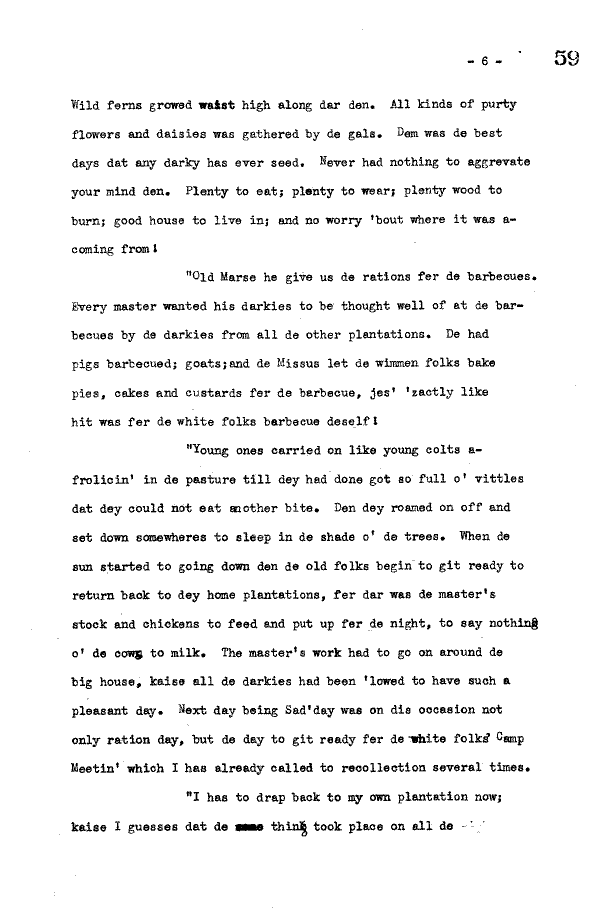 - 6 - 59
Wild ferns growed waist high along dar den. All kinds of purty
flowers and daisies was gathered by de gals. Dem was de best
days dat any darky has ever seed. Never had nothing to aggrevate
your mind den. Plenty to eat; plenty to wear; plenty wood to
burn; good house to live in; and no worry 'bout where it was a-
coming from!
"Old Marse he give us de rations fer de barbecues.
Every master wanted his darkies to be thought well of at de bar-
becues by de darkies from all de other plantations. De had
pigs barbecued; goats;and de Missus let de wimmen folks bake
pies, cakes and custards fer de barbecue, jes' 'zactly like
hit was fer de white folks barbecue deself!
"Young ones carried on like young colts a-
frolicin' in de pasture till dey had done got so full o' vittles
dat dey could not eat another bite. Den dey roamed on off and
set down somewheres to sleep in de shade o' de trees. When de
sun started to going down den de old folks begin to git ready to
return back to dey home plantations, fer dar was de master's
stock and chickens to feed and put up fer de night, to say nothing
o' de cows to milk. The master's work had to go on around de
big house, kaise all de darkies had been 'lowed to have such a
pleasant day. Next day being Sad'day was on dis occasion not
only ration day, but de day to git ready fer de white folks' Camp
Meetin' which I has already called to recollection several times.
"I has to drap back to my own plantation now;
kaise I guesses dat de same thing took place on all de -